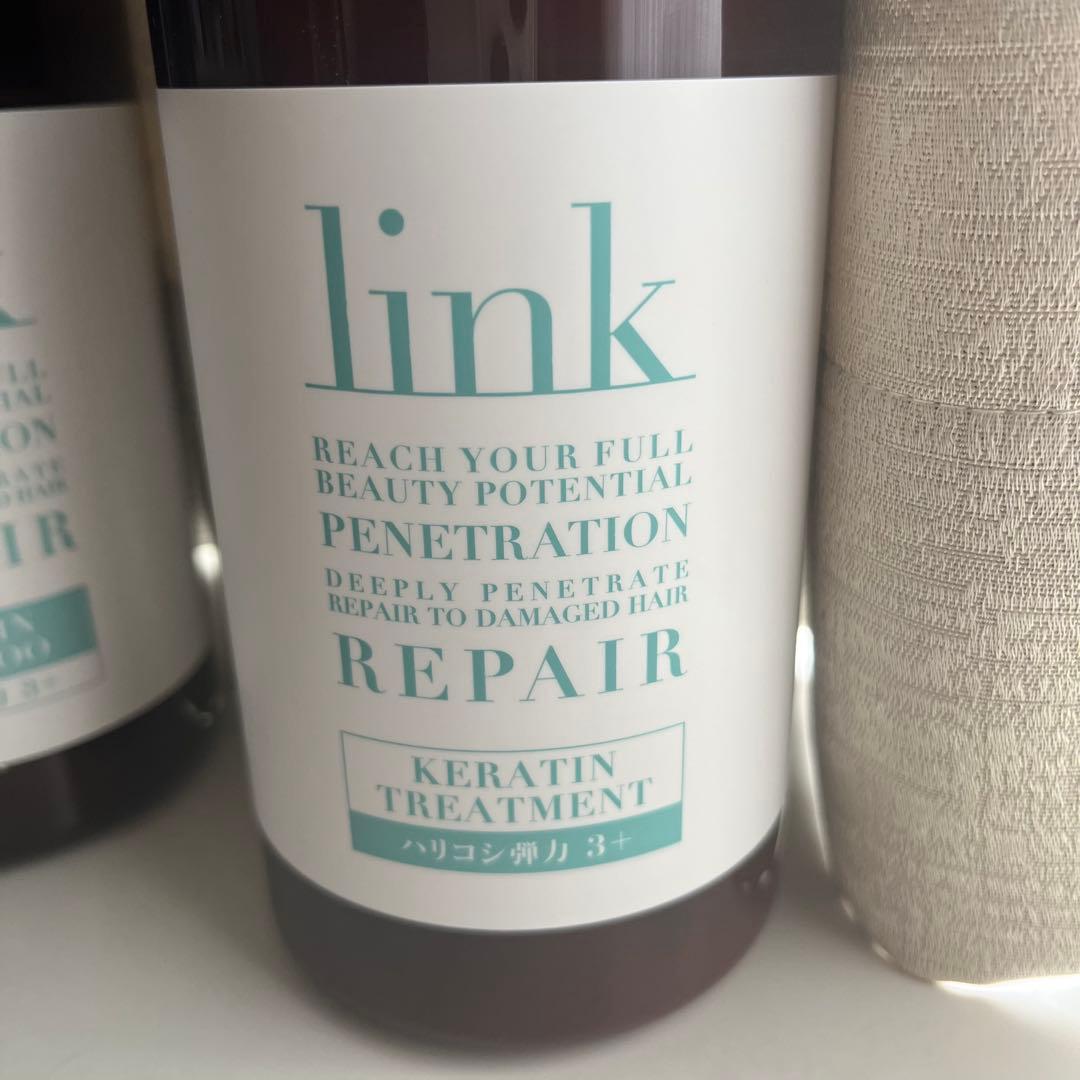 link
REACH YOUR FULL
BEAUTY POTENTIAL
PENETRATION
DEEPLY PENETRATE
REPAIR TO DAMAGED HAIR
REPAIR
KERATIN
TREATMENT
ハリコシ弾力 3+